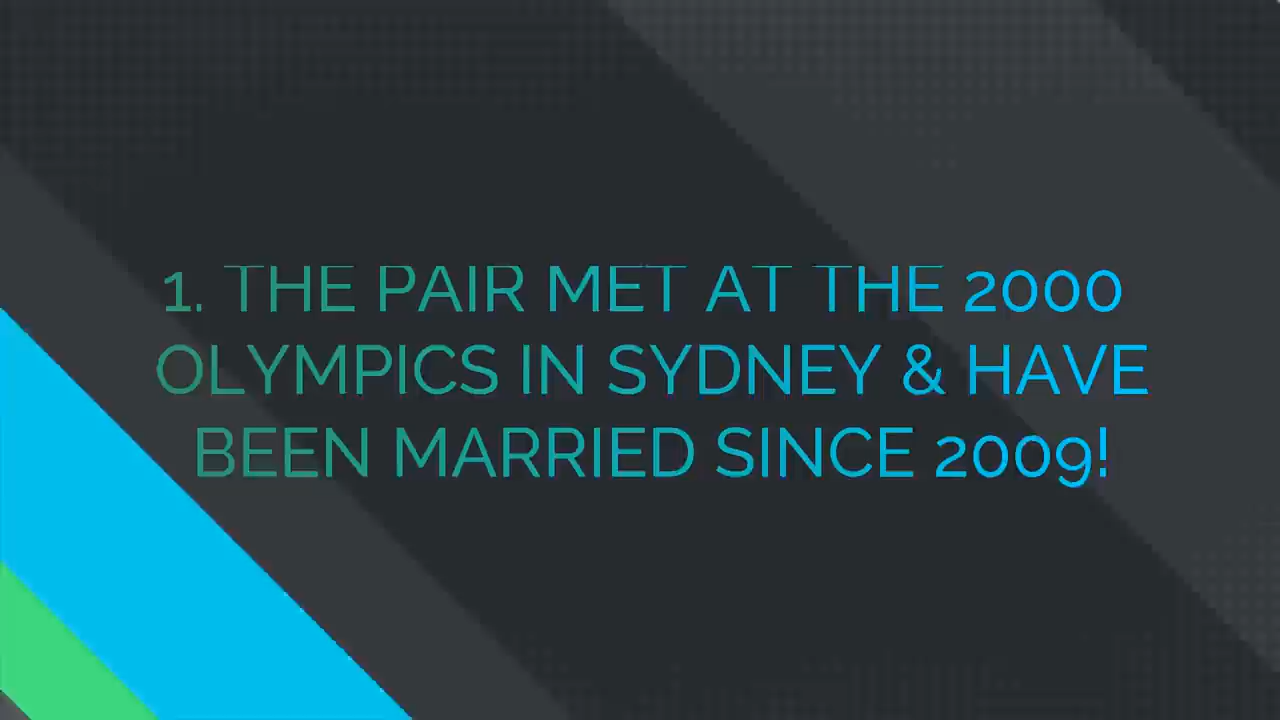 1. THE PAIR MET AT THE 2000
OLYMPICS IN SYDNEY & HAVE
BEEN MARRIED SINCE 2009!